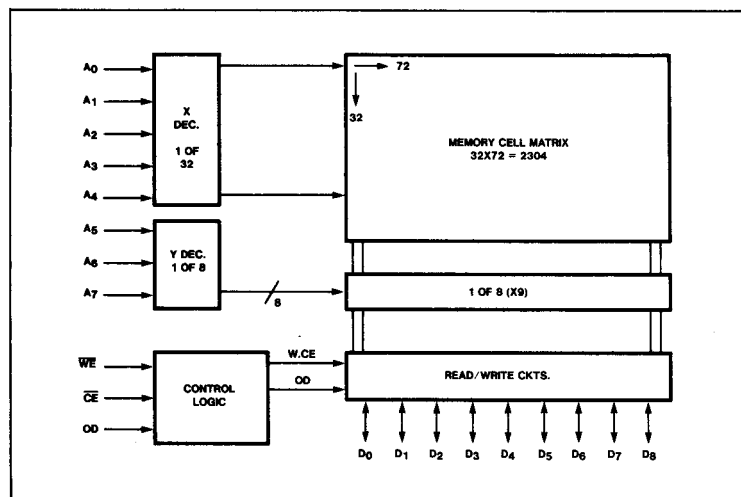 A0
A1
A2
A3
A4
X
DEC.
1 OF
32
72
32
MEMORY CELL MATRIX
32X72 = 2304
A5
A6
A7
Y DEC.
1 OF 8
8
1 OF 8 (X9)
WE
CE
OD
CONTROL
LOGIC
W.CE
OD
READ/WRITE CKTS.
D0 D1 D2 D3 D4 D5 D6 D7 D8